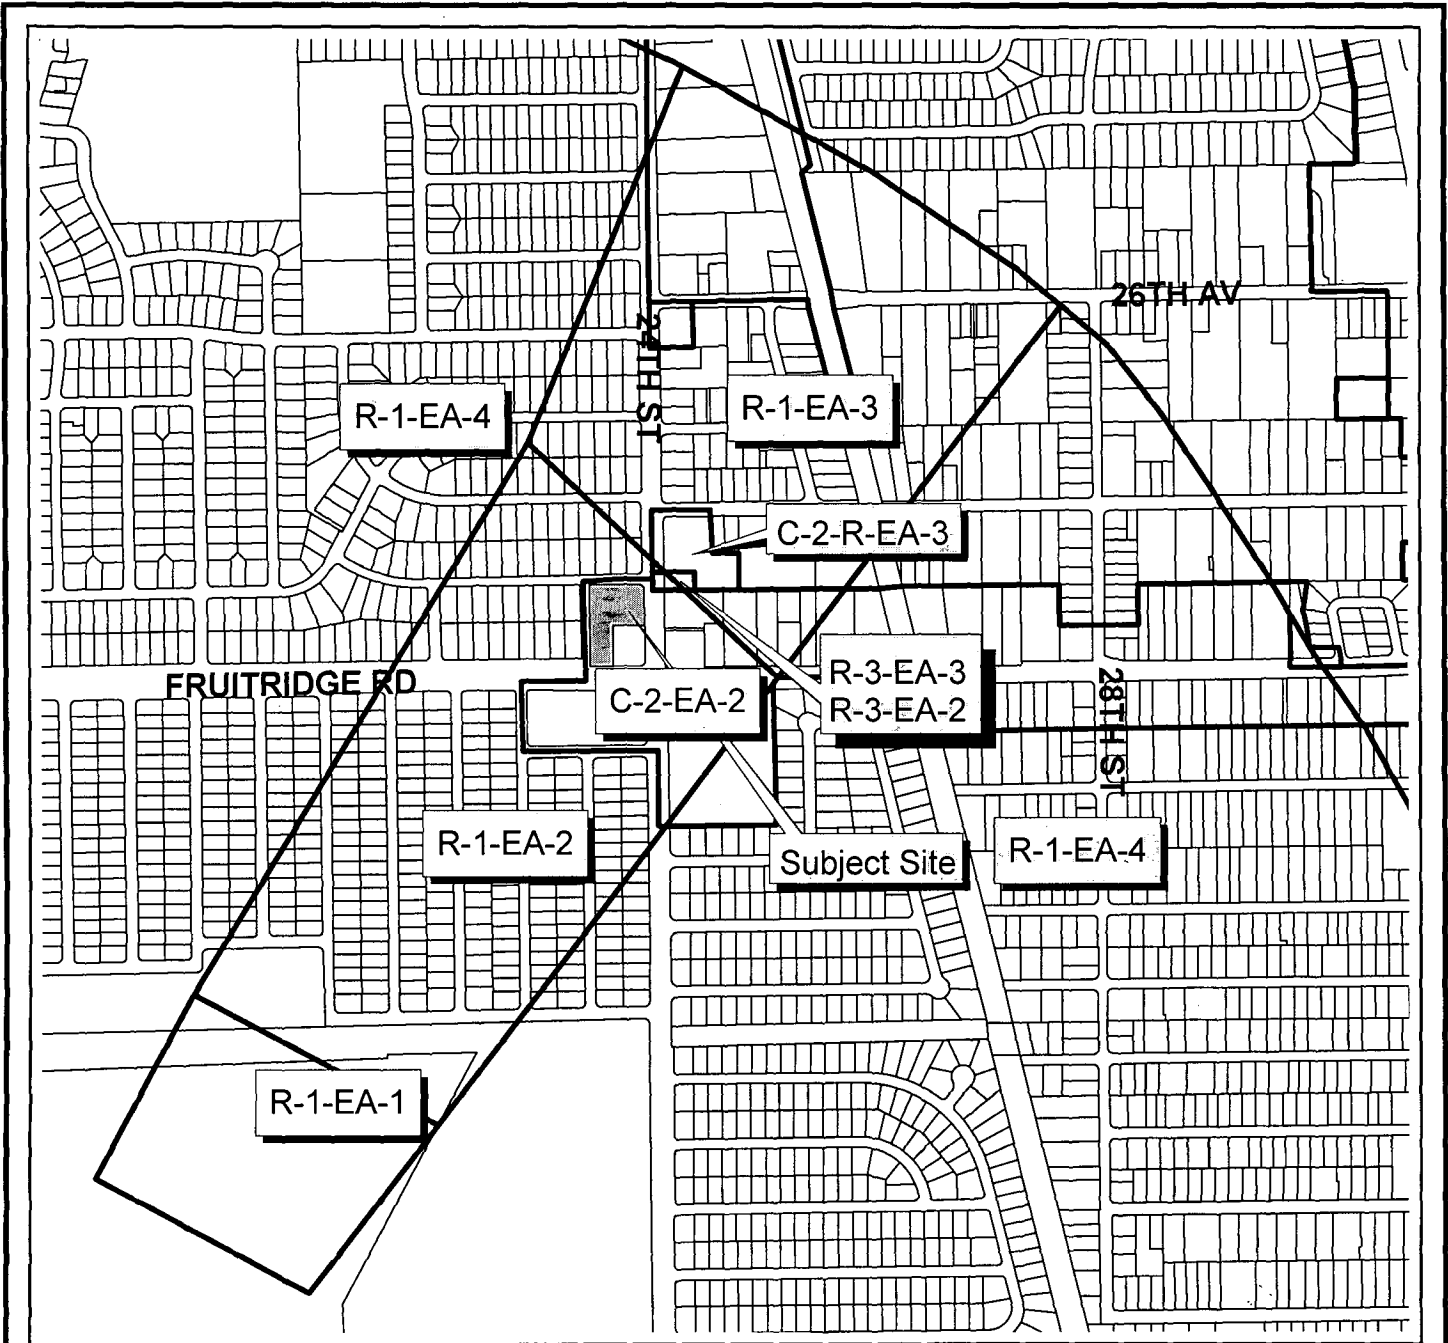 26TH AV
24TH ST
R-1-EA-4
R-1-EA-3
C-2-R-EA-3
FRUITRIDGE RD
C-2-EA-2
R-3-EA-3
R-3-EA-2
28TH ST
R-1-EA-2
Subject Site
R-1-EA-4
R-1-EA-1